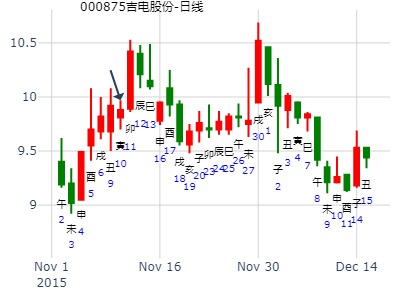 000875吉电股份-日线
10.5
10
9.5
9
午
2
未
3
申
4
酉
5
戌
6
丑
9
寅
10
卯
11
辰
12
巳
13
申
16
酉
17
戌
18
亥
19
子
20
卯
23
辰
24
巳
25
午
26
未
27
戌
30
亥
1
子
2
丑
3
寅
4
巳
7
午
8
未
9
申
10
酉
11
子
14
丑
15
Nov 1
2015
Nov 16
Nov 30
Dec 14